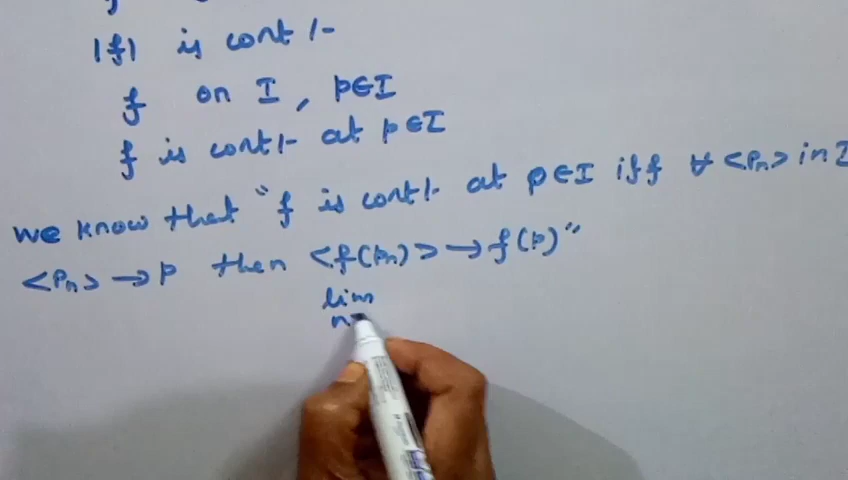 |f| is cont/-
f on I, p∈I
f is cont/- at p∈I
we know that "f is cont/- at p∈I iff ∀ <Pn> in I
<Pn> → p then <f(Pn)> → f(p)"
lim
n